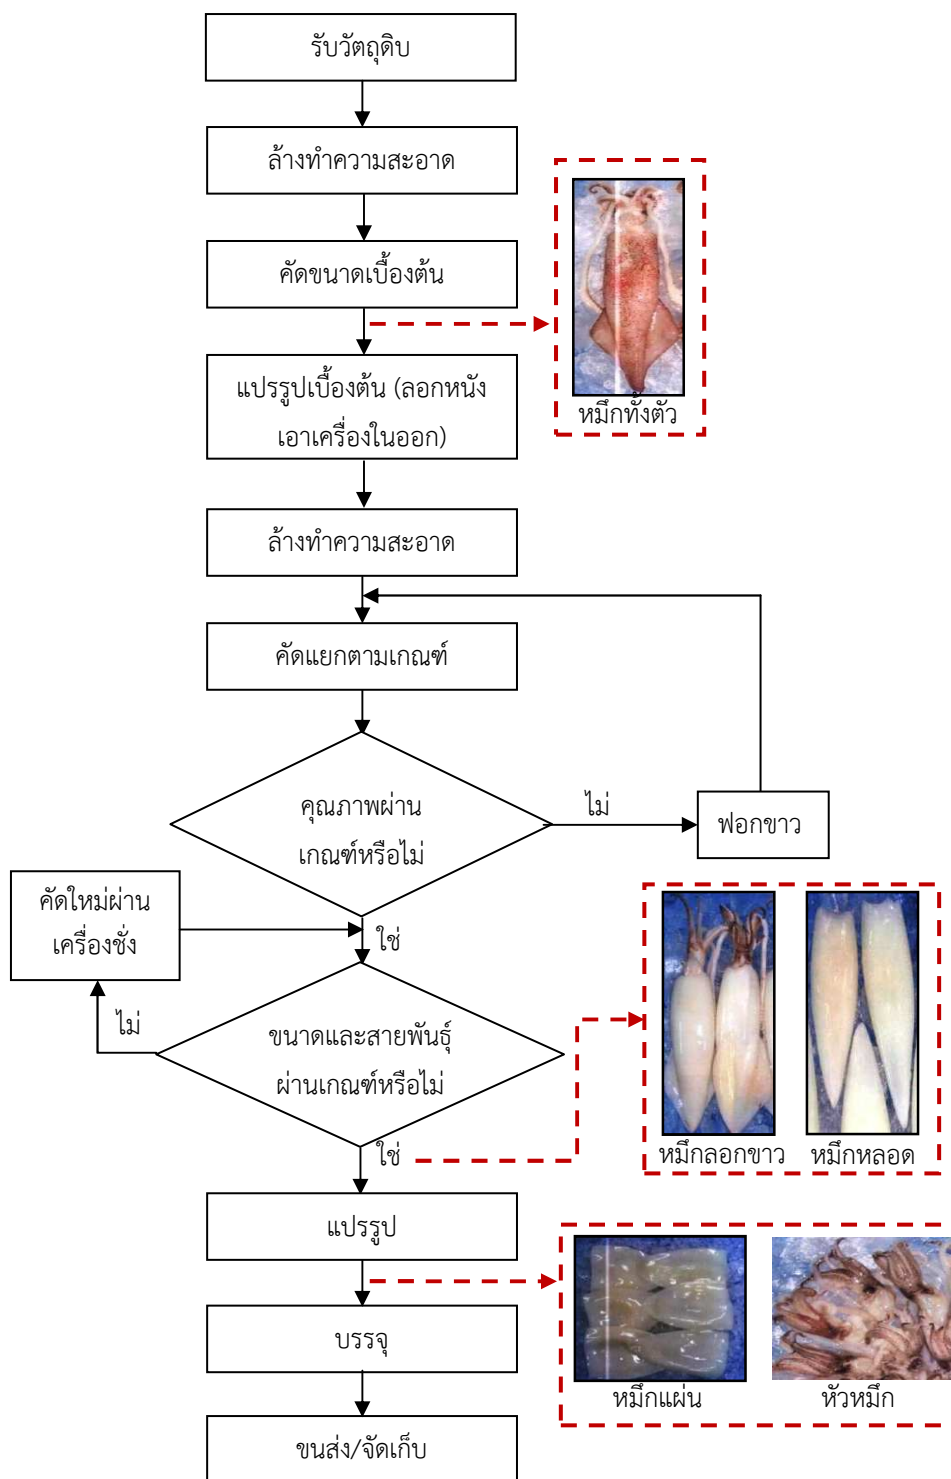 รับวัตถุดิบ
ล้างทำความสะอาด
คัดขนาดเบื้องต้น
หมึกทั้งตัว
แปรรูปเบื้องต้น (ลอกหนัง
เอาเครื่องในออก)
ล้างทำความสะอาด
คัดแยกตามเกณฑ์
คุณภาพผ่าน
เกณฑ์หรือไม่
ไม่
ฟอกขาว
คัดใหม่ผ่าน
เครื่องชั่ง
ใช่
ไม่
ขนาดและสายพันธุ์
ผ่านเกณฑ์หรือไม่
ใช่
หมึกลอกขาว
หมึกหลอด
แปรรูป
บรรจุ
หมึกแผ่น
หัวหมึก
ขนส่ง/จัดเก็บ